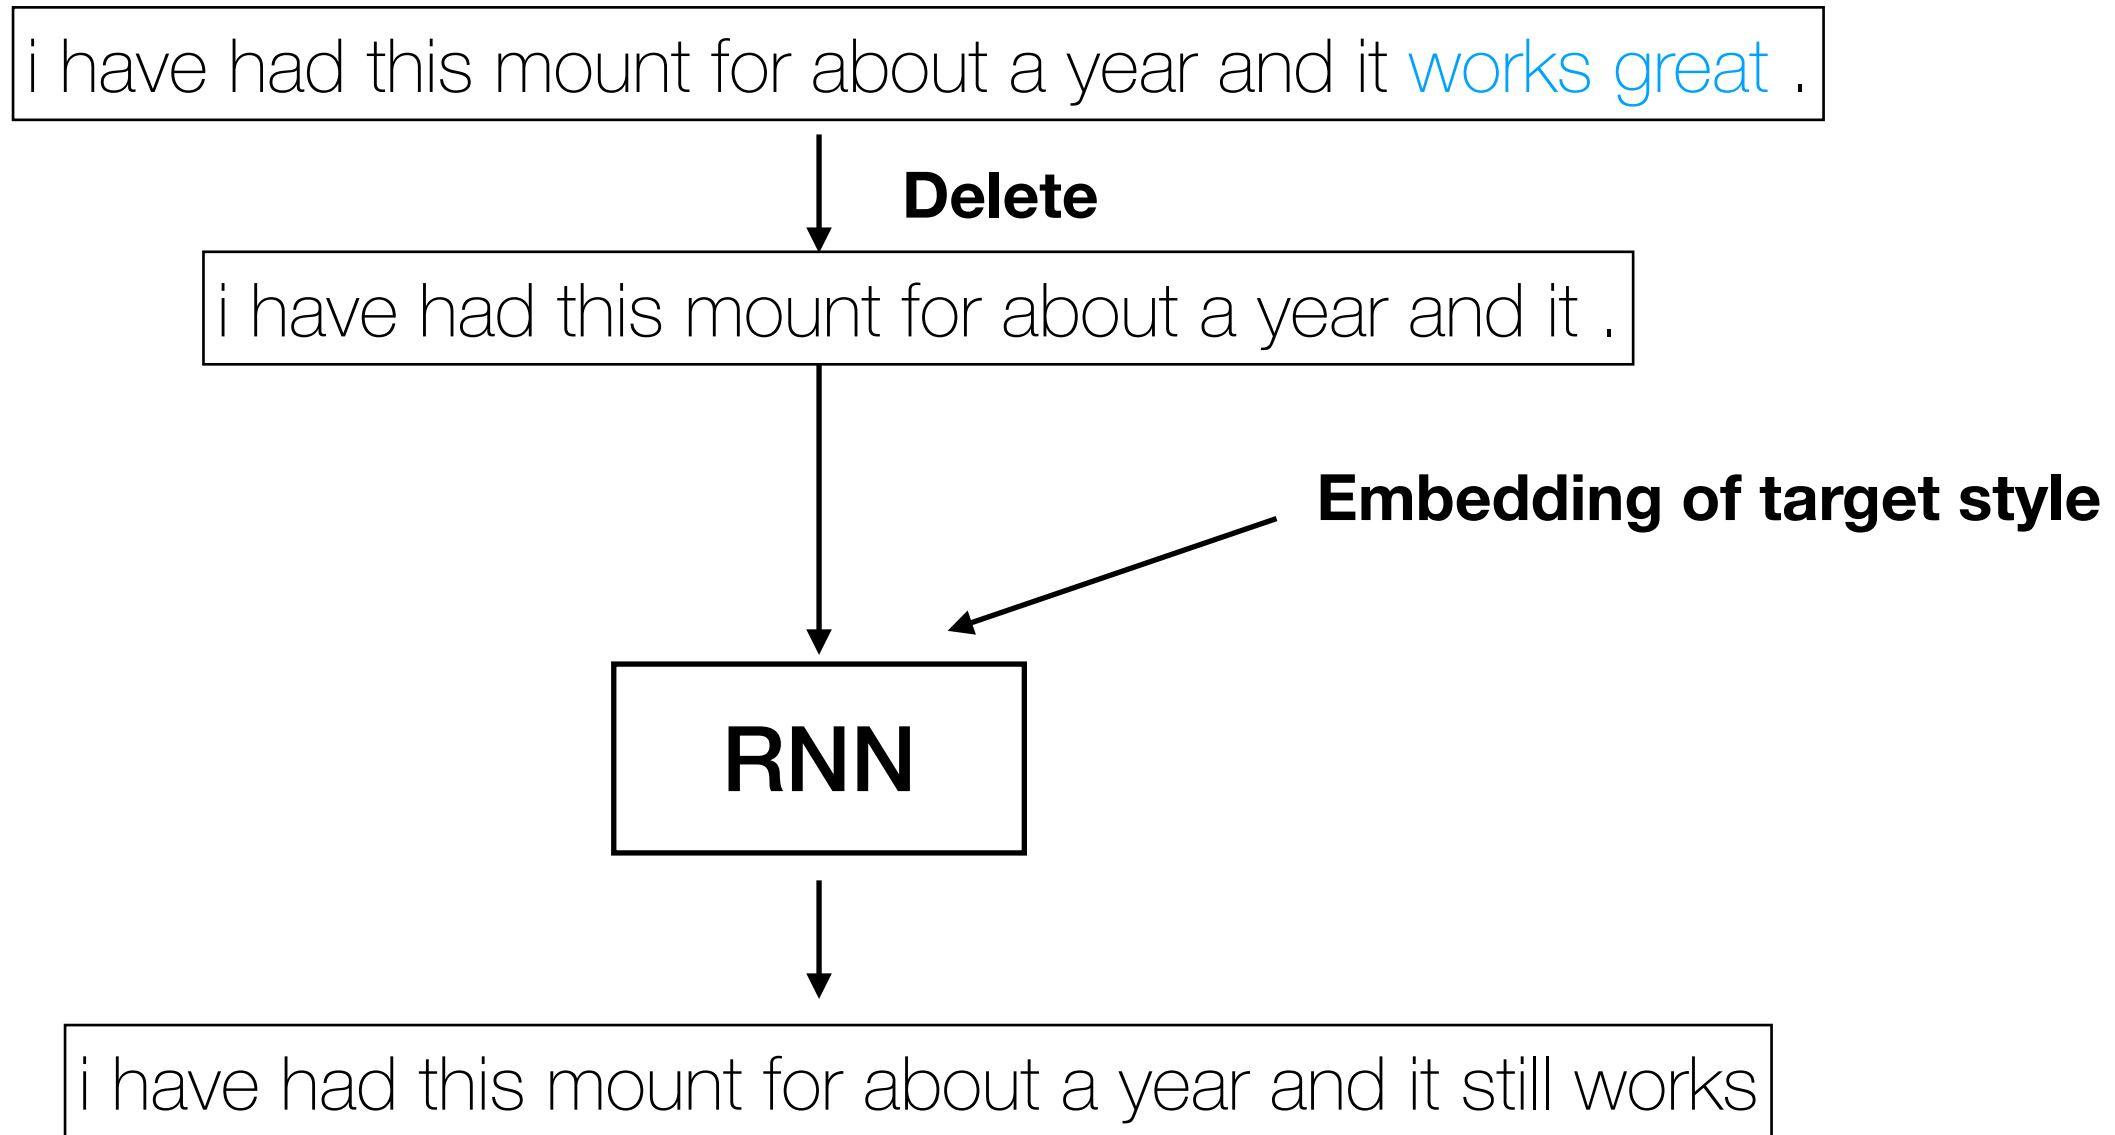 i have had this mount for about a year and it works great .
Delete
i have had this mount for about a year and it .
Embedding of target style
RNN
i have had this mount for about a year and it still works